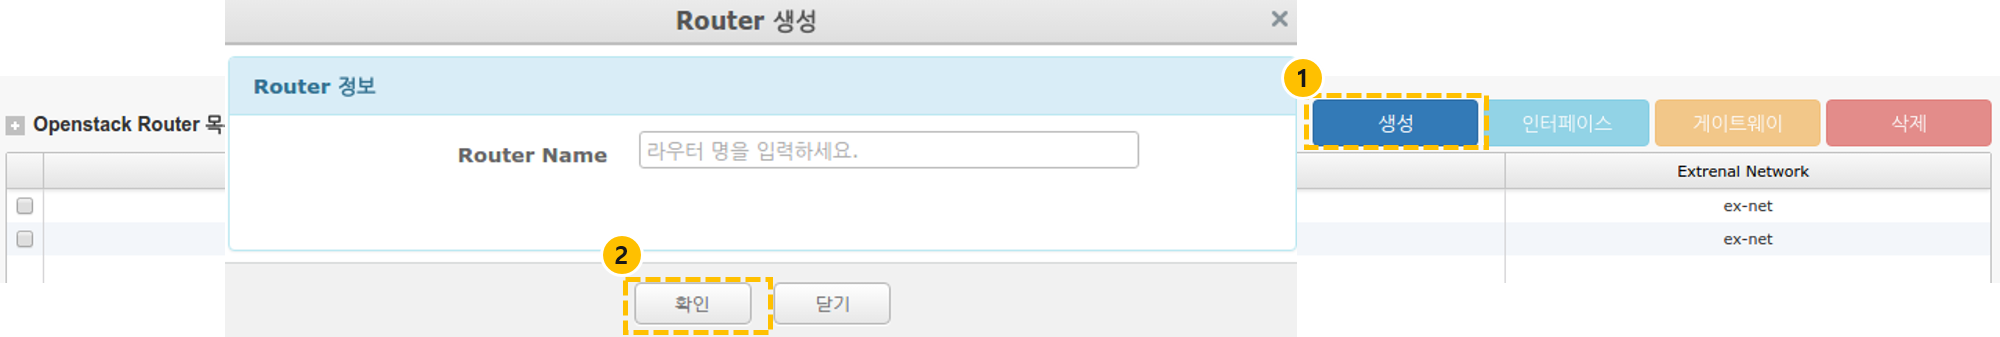 Router 생성
Router 정보
Router Name
라우터 명을 입력하세요.
2
확인
닫기
Openstack Router
1
생성
인터페이스
게이트웨이
삭제
Extrenal Network
ex-net
ex-net